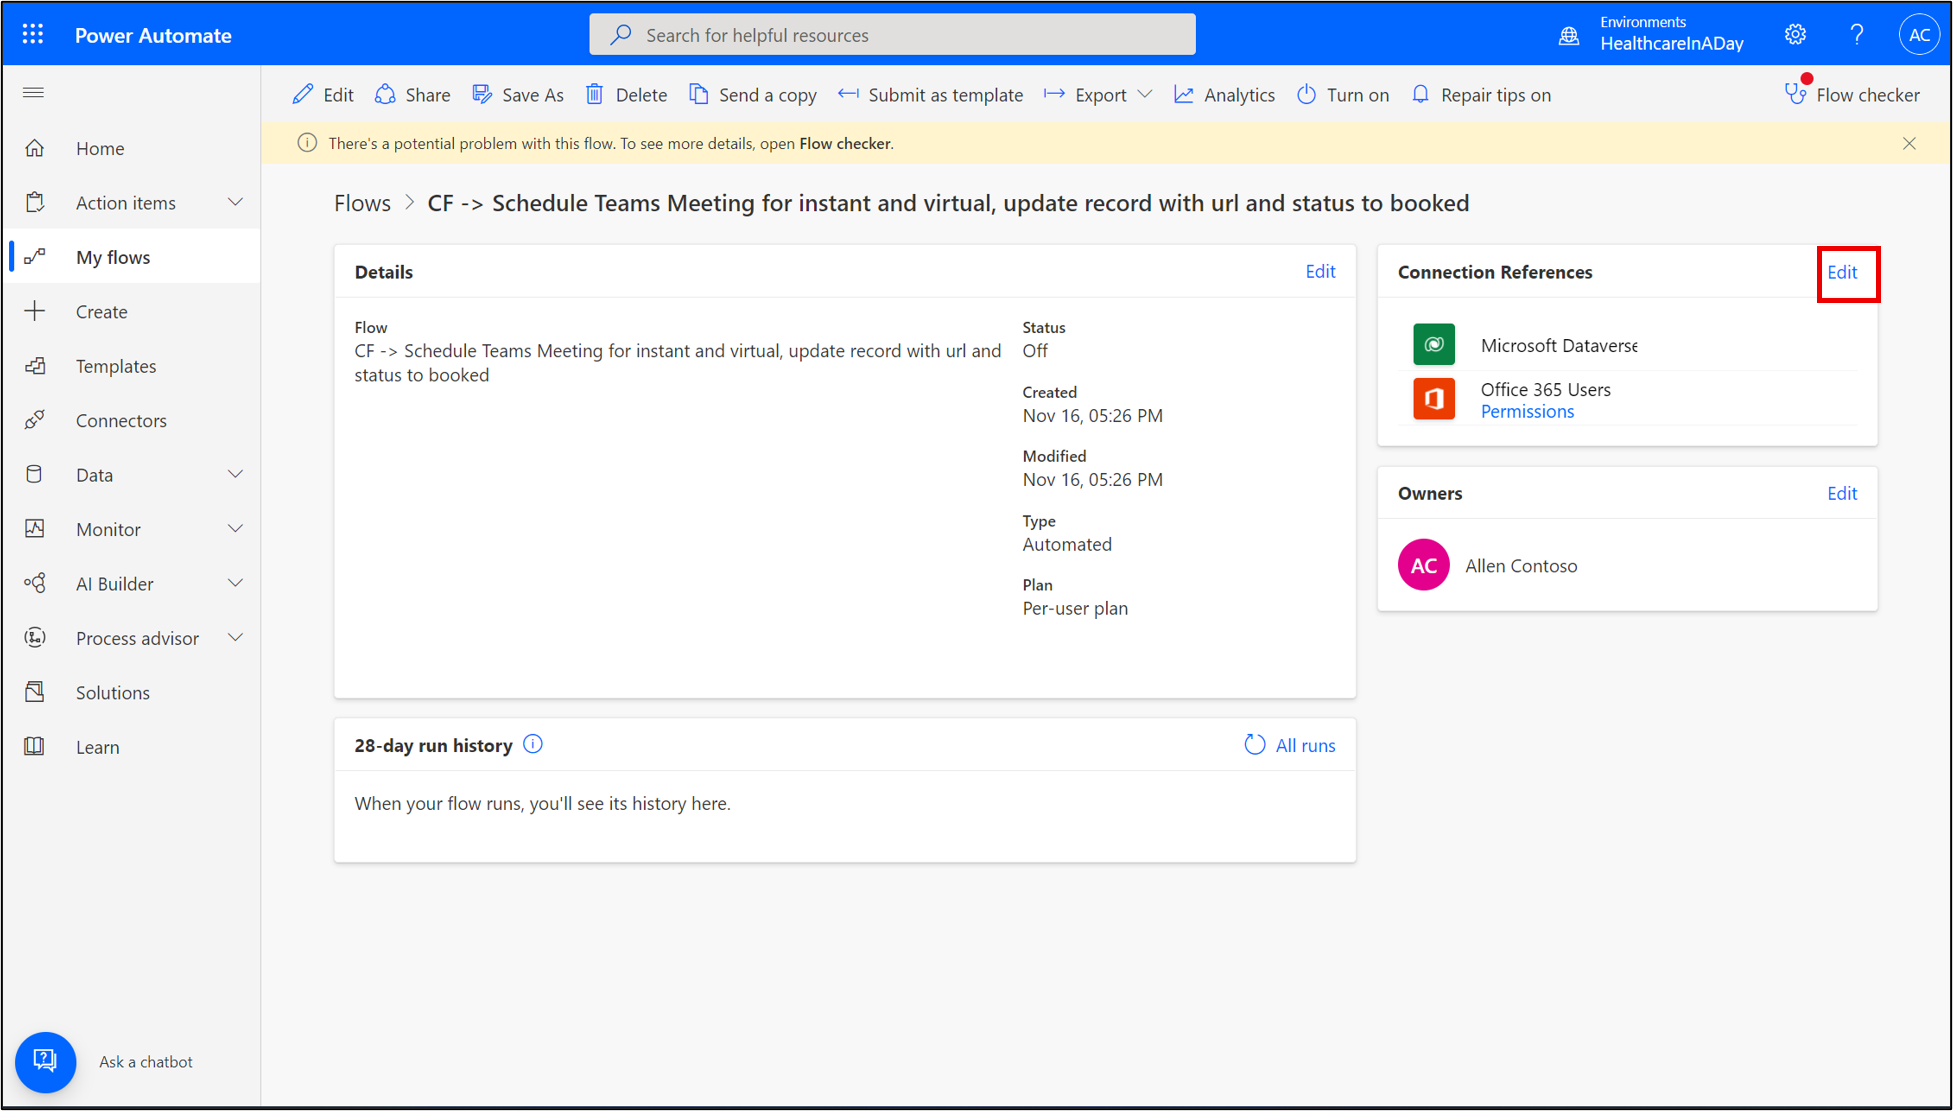 Power Automate
Search for helpful resources
Environments
HealthcareInADay
?
AC
Edit
Share
Save As
Delete
Send a copy
Submit as template
Export
Analytics
Turn on
Repair tips on
Flow checker
There's a potential problem with this flow. To see more details, open Flow checker.
Home
Action items
My flows
Create
Templates
Connectors
Data
Monitor
AI Builder
Process advisor
Solutions
Learn
Ask a chatbot
Flows > CF -> Schedule Teams Meeting for instant and virtual, update record with url and status to booked
Details
Edit
Flow
CF -> Schedule Teams Meeting for instant and virtual, update record with url and
status to booked
Status
Off
Created
Nov 16, 05:26 PM
Modified
Nov 16, 05:26 PM
Type
Automated
Plan
Per-user plan
28-day run history
All runs
When your flow runs, you'll see its history here.
Connection References
Edit
Microsoft Dataverse
Office 365 Users
Permissions
Owners
Edit
AC
Allen Contoso